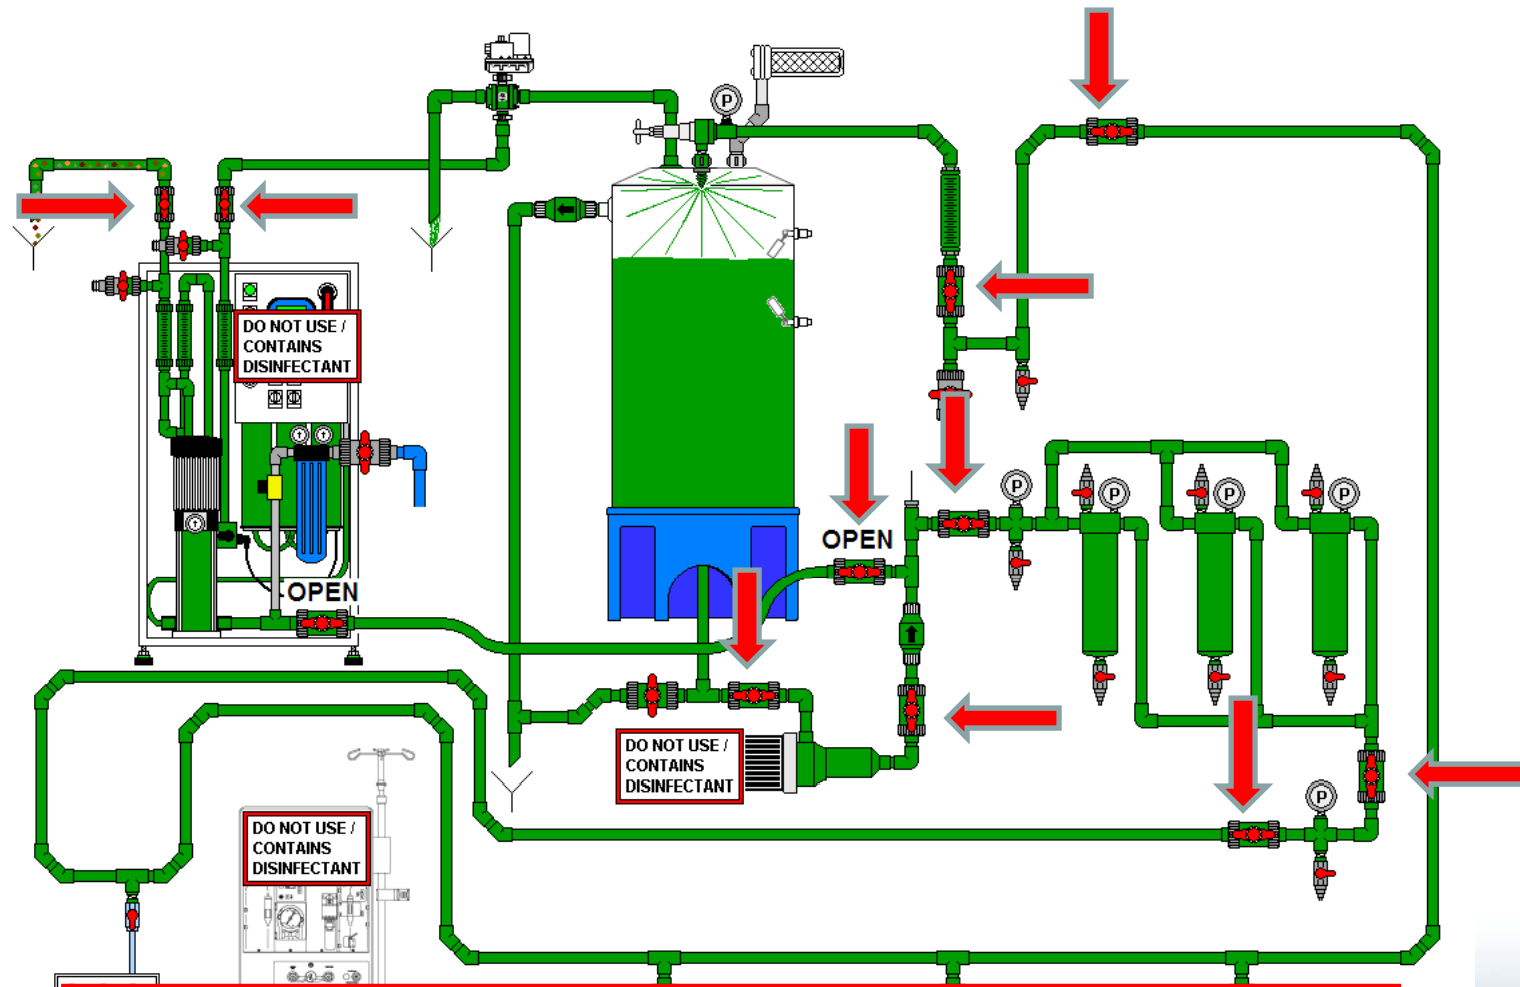 P
DO NOT USE /
CONTAINS
DISINFECTANT
P
P
P
P
OPEN
OPEN
DO NOT USE /
CONTAINS
DISINFECTANT
P
DO NOT USE /
CONTAINS
DISINFECTANT